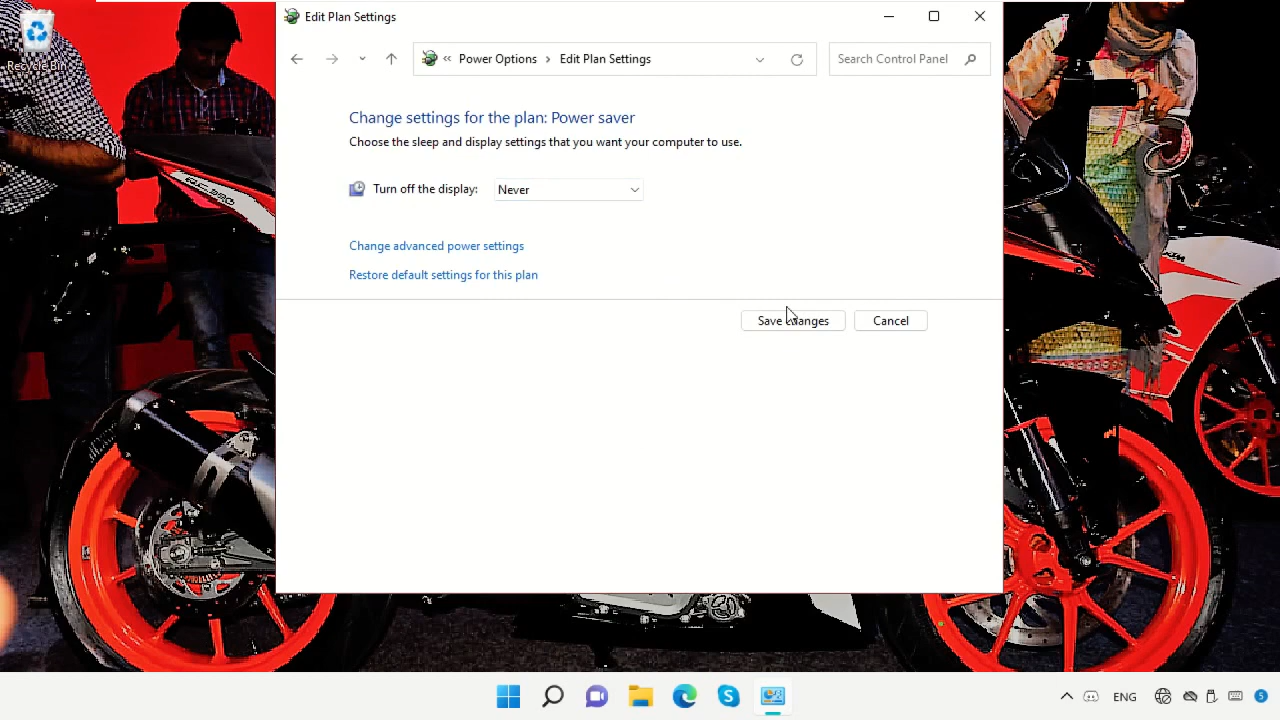 Edit Plan Settings
Power Options
Edit Plan Settings
Search Control Panel
Change settings for the plan: Power saver
Choose the sleep and display settings that you want your computer to use.
Turn off the display:
Never
Change advanced power settings
Restore default settings for this plan
Save changes
Cancel
Recycle Bin
ENG
5